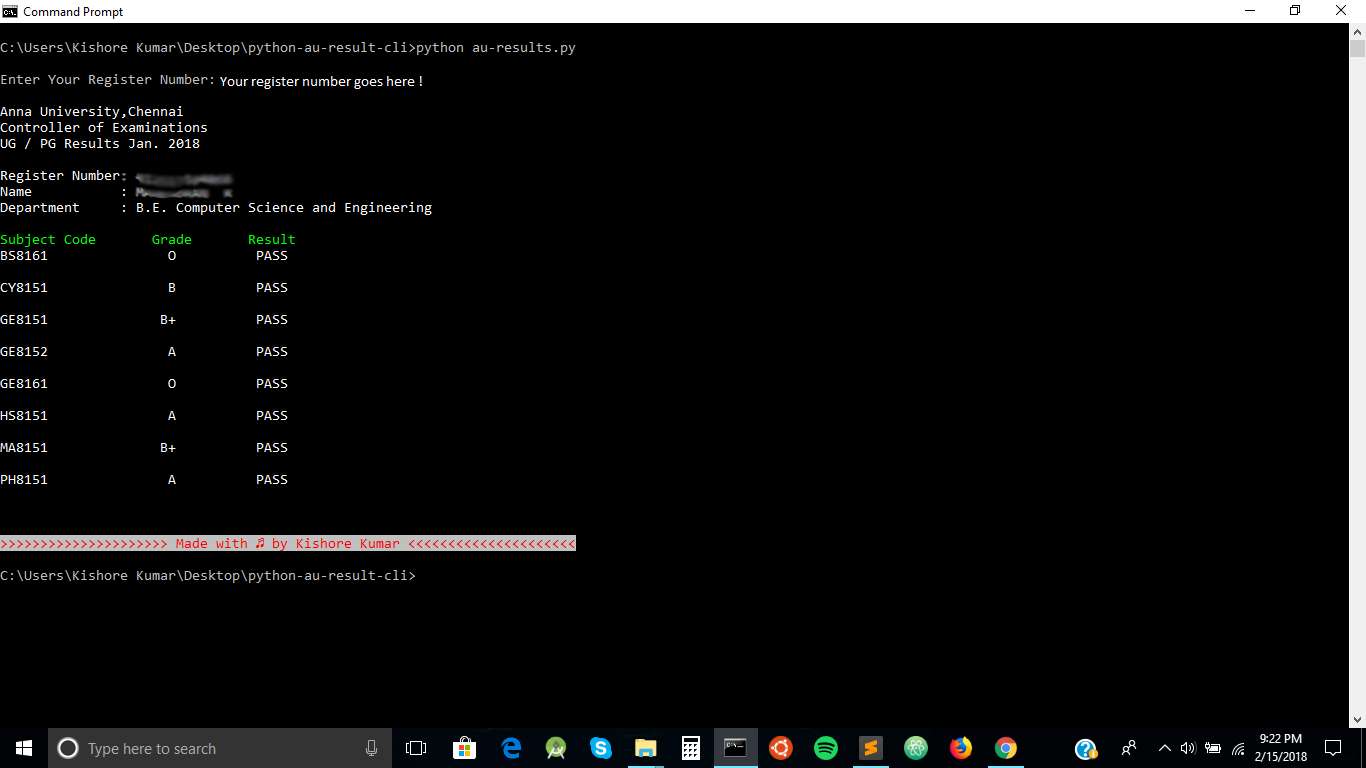 Command Prompt
C:\Users\Kishore Kumar\Desktop\python-au-result-cli>python au-results.py
Enter Your Register Number: Your register number goes here !
Anna University,Chennai
Controller of Examinations
UG / PG Results Jan. 2018
Register Number:
Name :
Department : B.E. Computer Science and Engineering
Subject Code Grade Result
BS8161 O PASS
CY8151 B PASS
GE8151 B+ PASS
GE8152 A PASS
GE8161 O PASS
HS8151 A PASS
MA8151 B+ PASS
PH8151 A PASS
>>>>>>>>>>>>>>>>>>>>> Made with ♬ by Kishore Kumar <<<<<<<<<<<<<<<<<<<<<
C:\Users\Kishore Kumar\Desktop\python-au-result-cli>
Type here to search
9:22 PM
2/15/2018